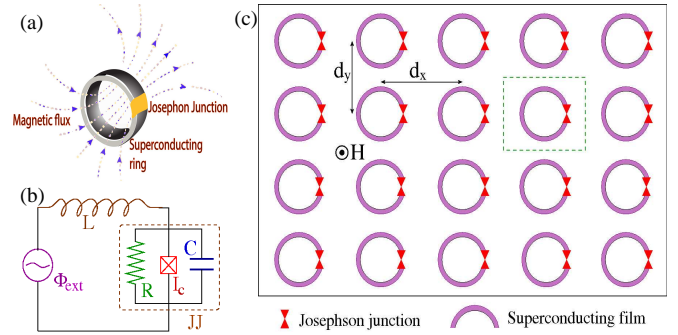 (a)
Magnetic flux
Josephon Junction
Superconducting
ring
(b)
L
Φext
R
Ic
C
JJ
(c)
dy
dx
⊙H
Josephson junction
Superconducting film